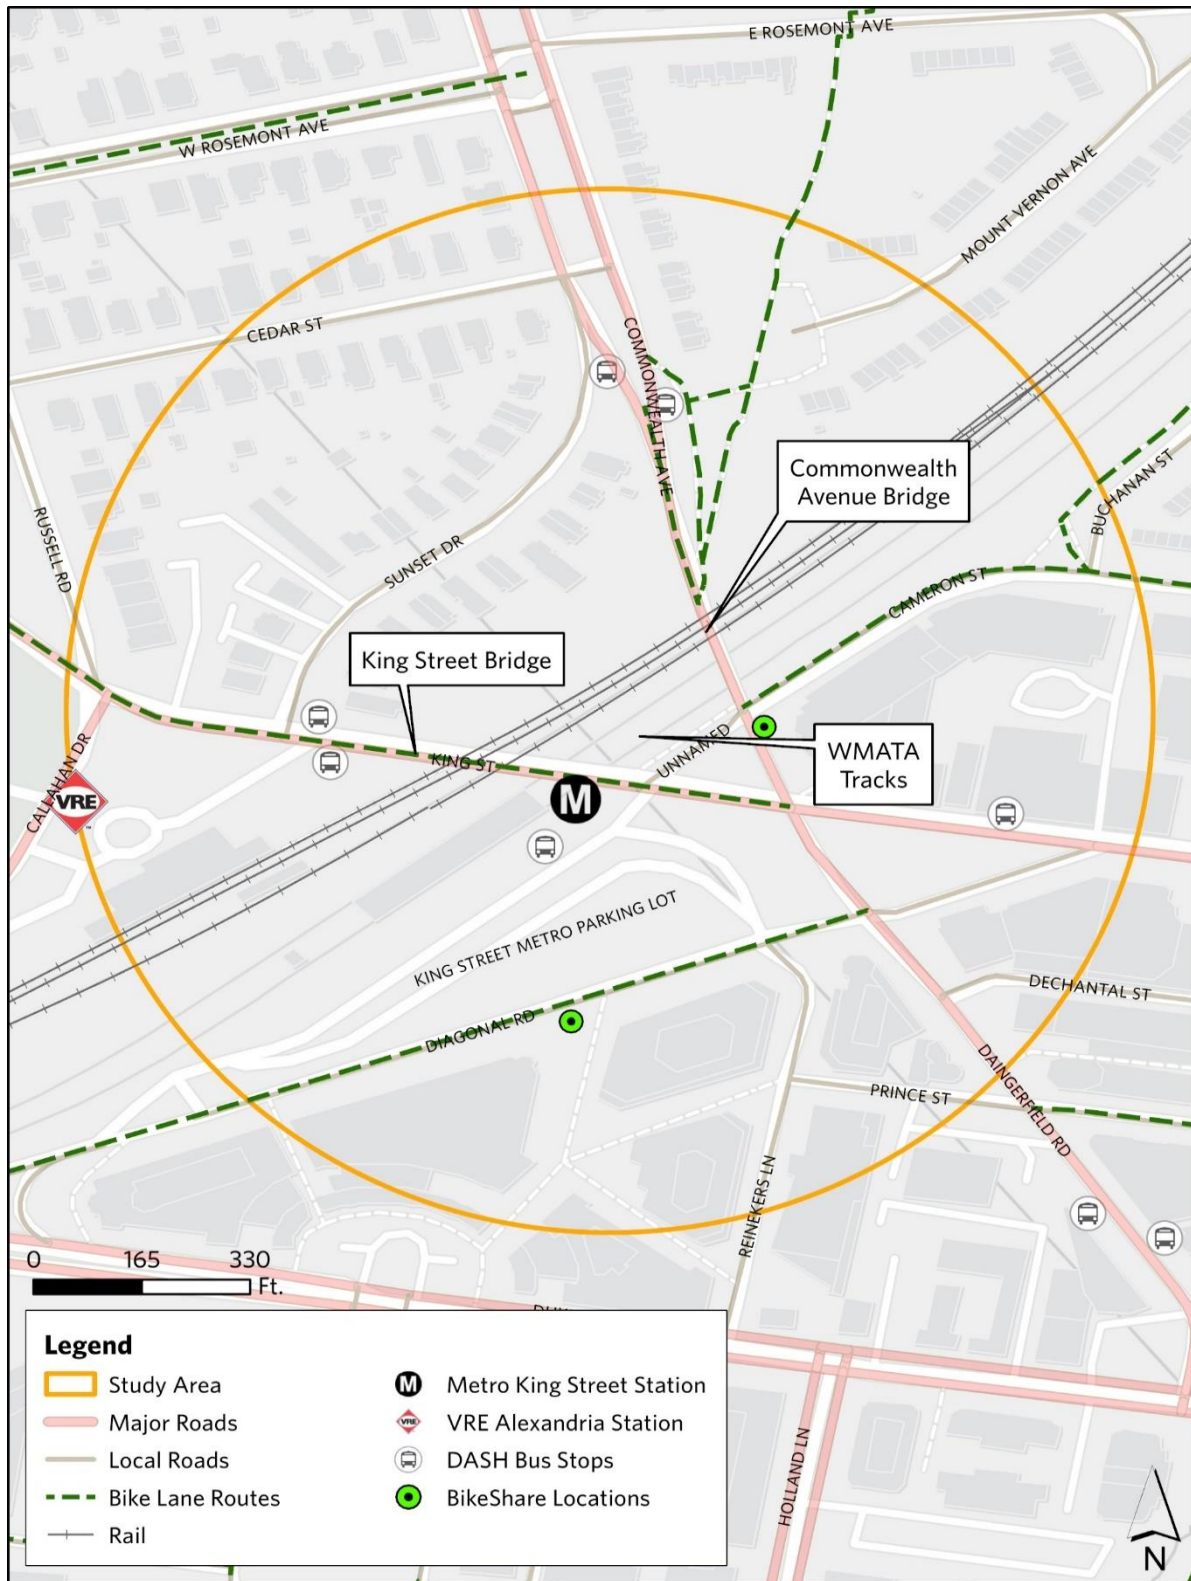 E ROSEMONT AVE
W ROSEMONT AVE
MOUNT VERNON AVE
CEDAR ST
COMMONWEALTH AVE
Commonwealth
Avenue Bridge
BUCHANAN ST
RUSSELL RD
SUNSET DR
CAMERON ST
King Street Bridge
UNNAMED
WMATA
Tracks
KING ST
CALLAHAN DR
VRE
M
KING STREET METRO PARKING LOT
DECHANTAL ST
DIAGONAL RD
DAINGERFIELD RD
PRINCE ST
REINEKERS LN
0 165 330
Ft.
Legend
Study Area
Major Roads
Local Roads
Bike Lane Routes
Rail
M Metro King Street Station
VRE VRE Alexandria Station
DASH Bus Stops
BikeShare Locations
HOLLAND LN
N